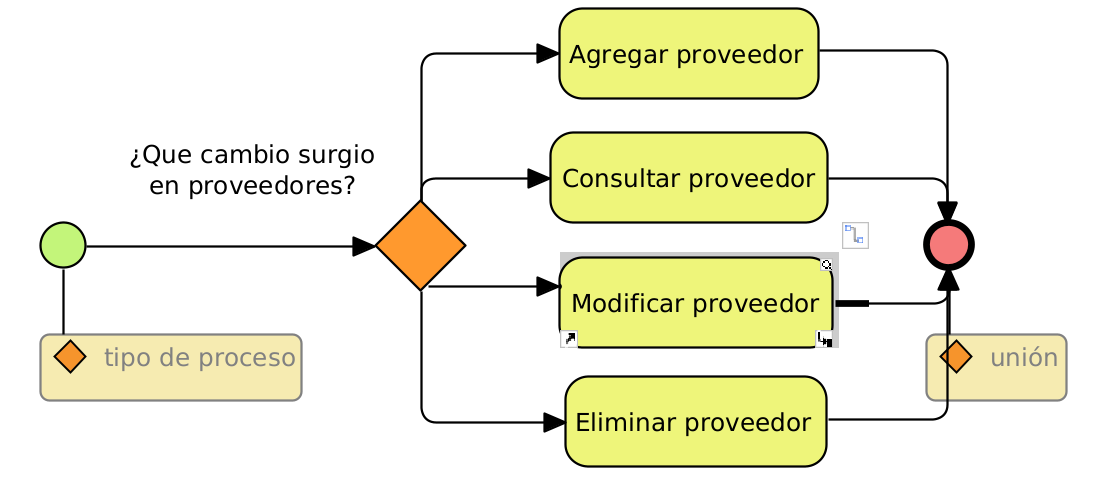 Agregar proveedor
¿Que cambio surgio
en proveedores?
Consultar proveedor
Modificar proveedor
tipo de proceso
unión
Eliminar proveedor